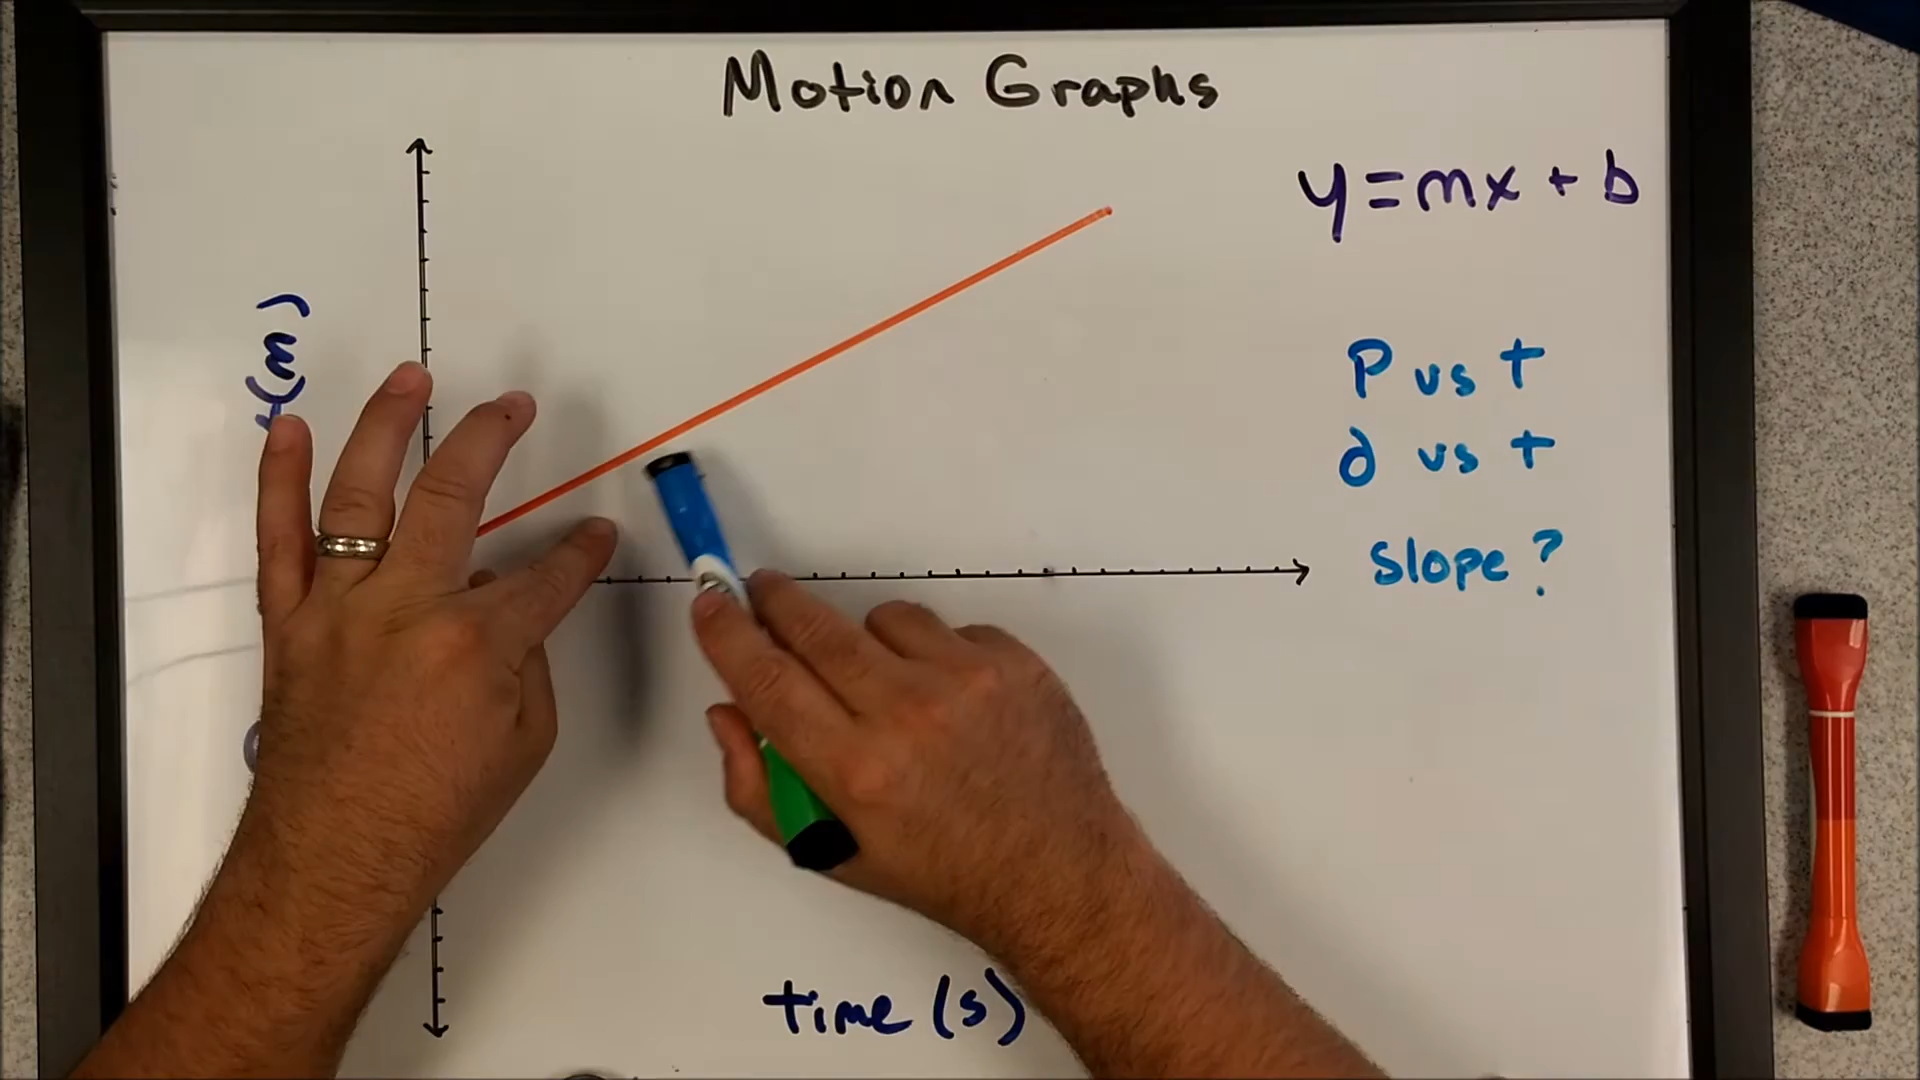 Motion Graphs
y = mx + b
(m)
P vs t
d vs t
slope ?
time (s)